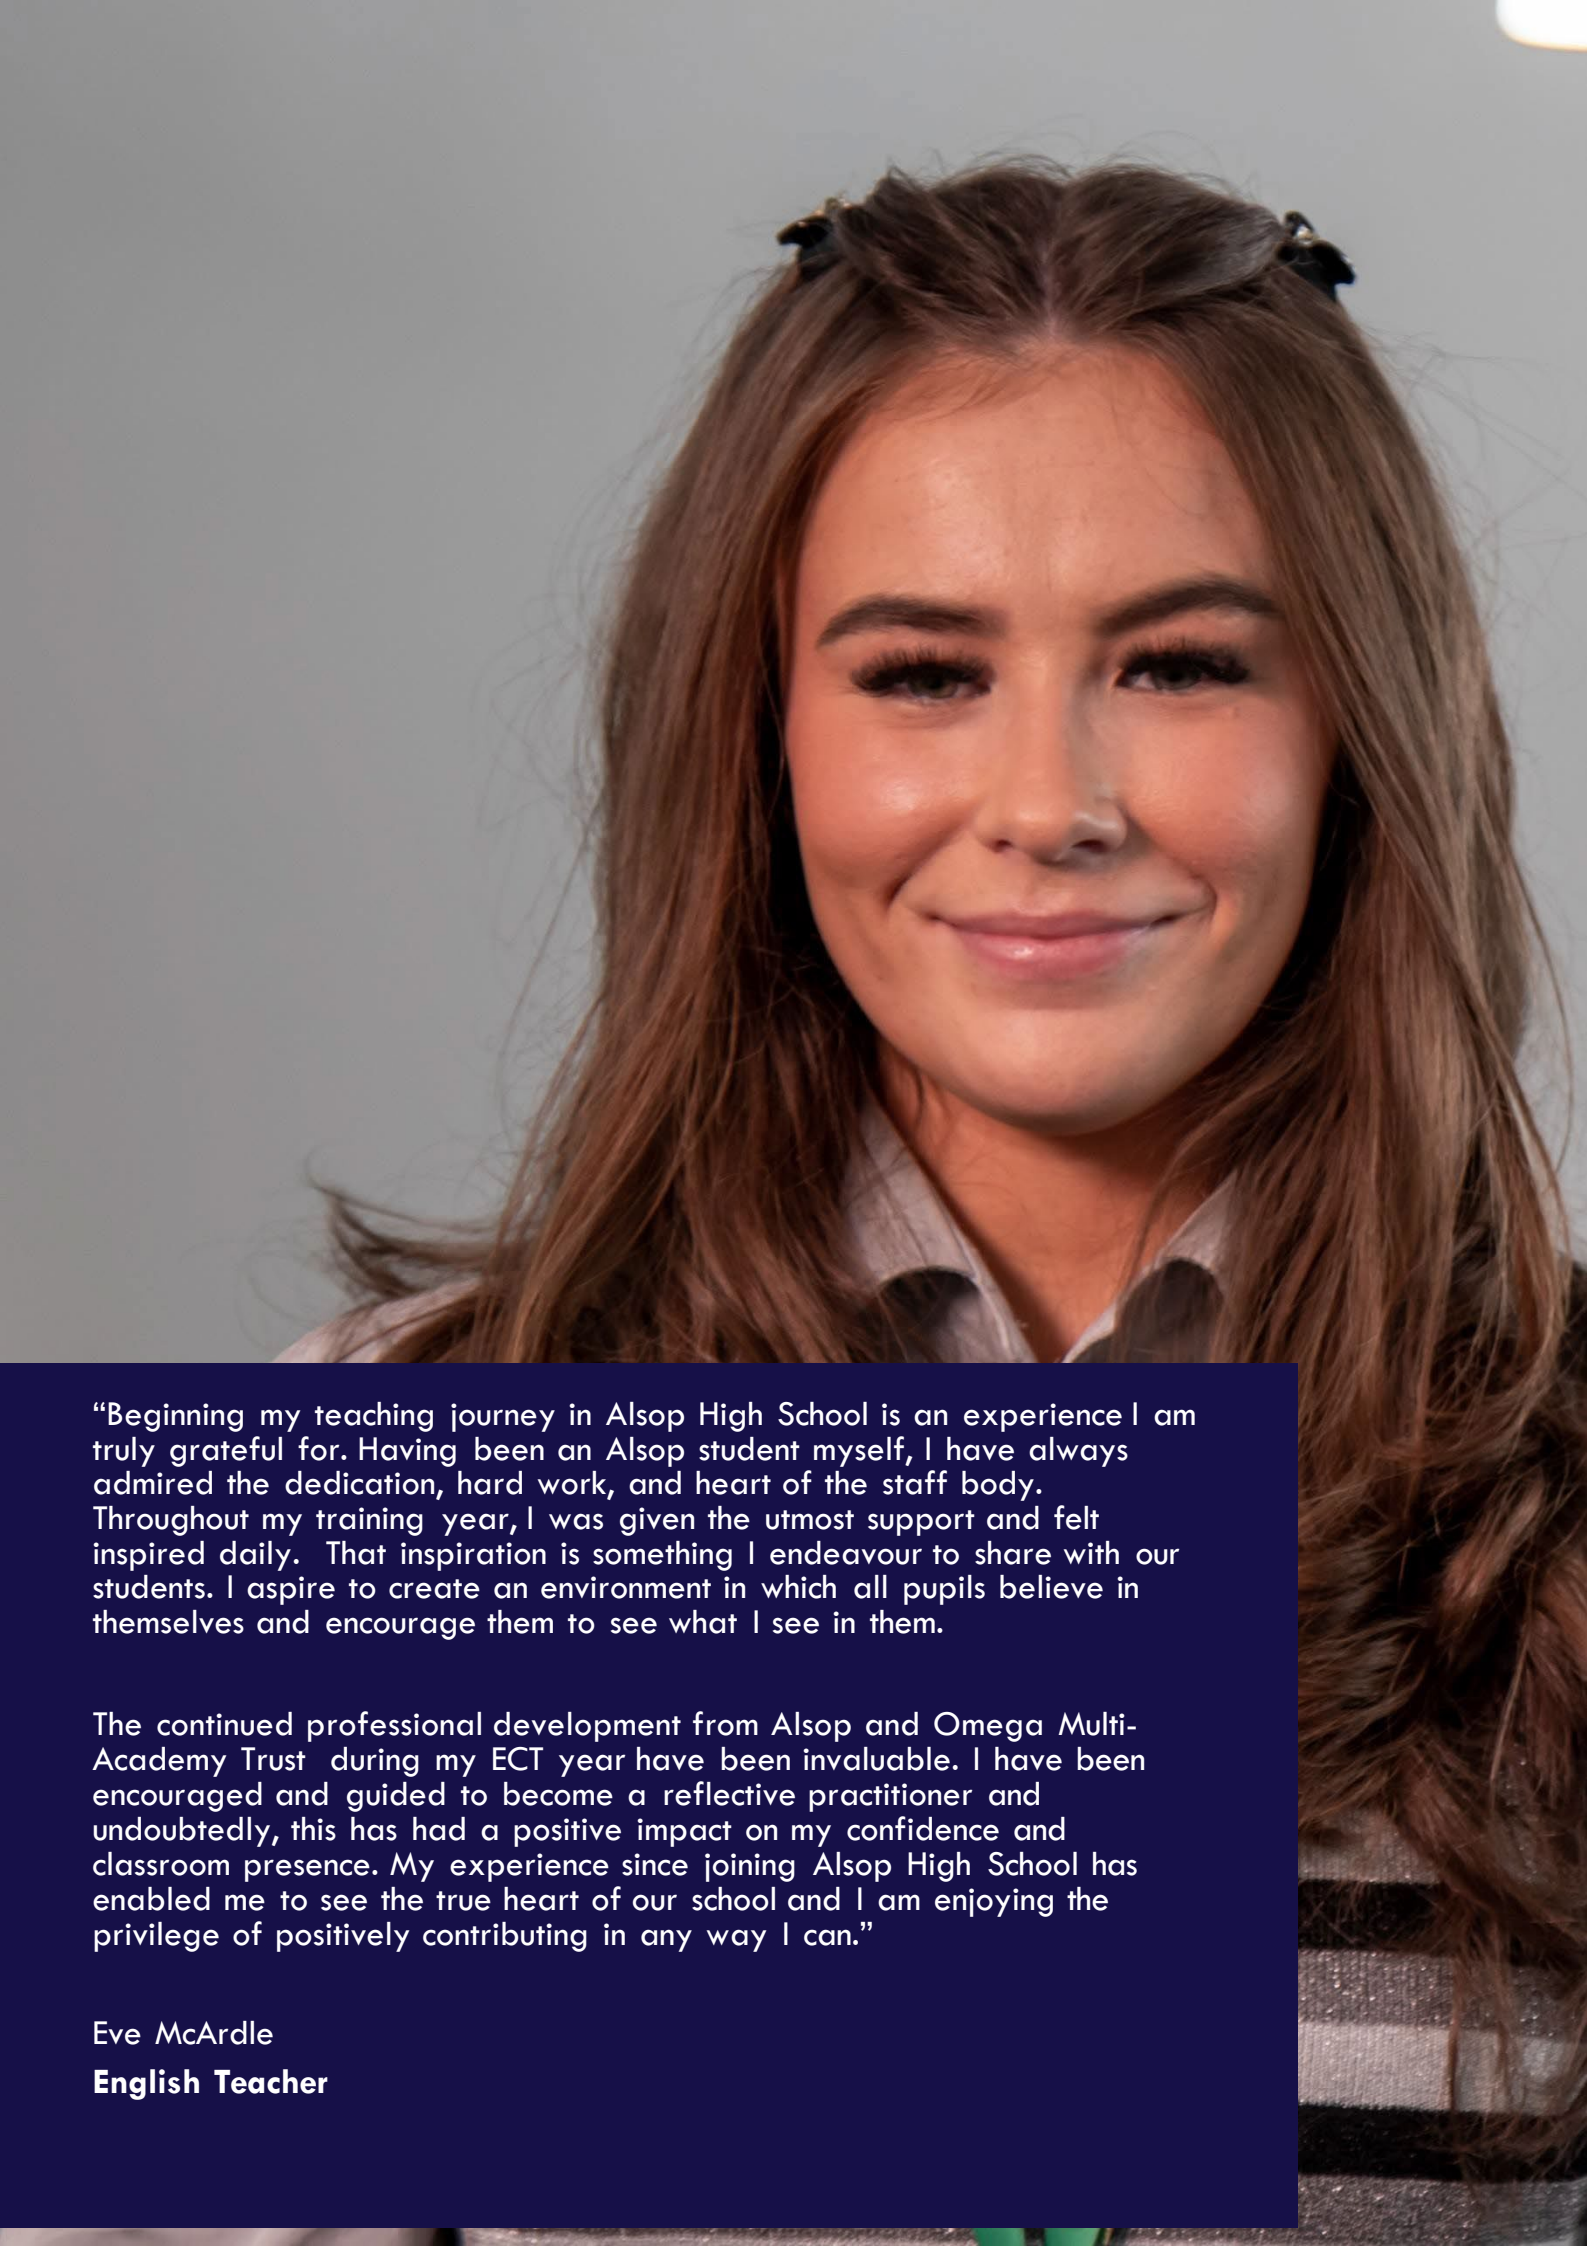 “Beginning my teaching journey in Alsop High School is an experience I am
truly grateful for. Having been an Alsop student myself, I have always
admired the dedication, hard work, and heart of the staff body.
Throughout my training year, I was given the utmost support and felt
inspired daily. That inspiration is something I endeavour to share with our
students. I aspire to create an environment in which all pupils believe in
themselves and encourage them to see what I see in them.
The continued professional development from Alsop and Omega Multi-
Academy Trust during my ECT year have been invaluable. I have been
encouraged and guided to become a reflective practitioner and
undoubtedly, this has had a positive impact on my confidence and
classroom presence. My experience since joining Alsop High School has
enabled me to see the true heart of our school and I am enjoying the
privilege of positively contributing in any way I can.”
Eve McArdle
English Teacher